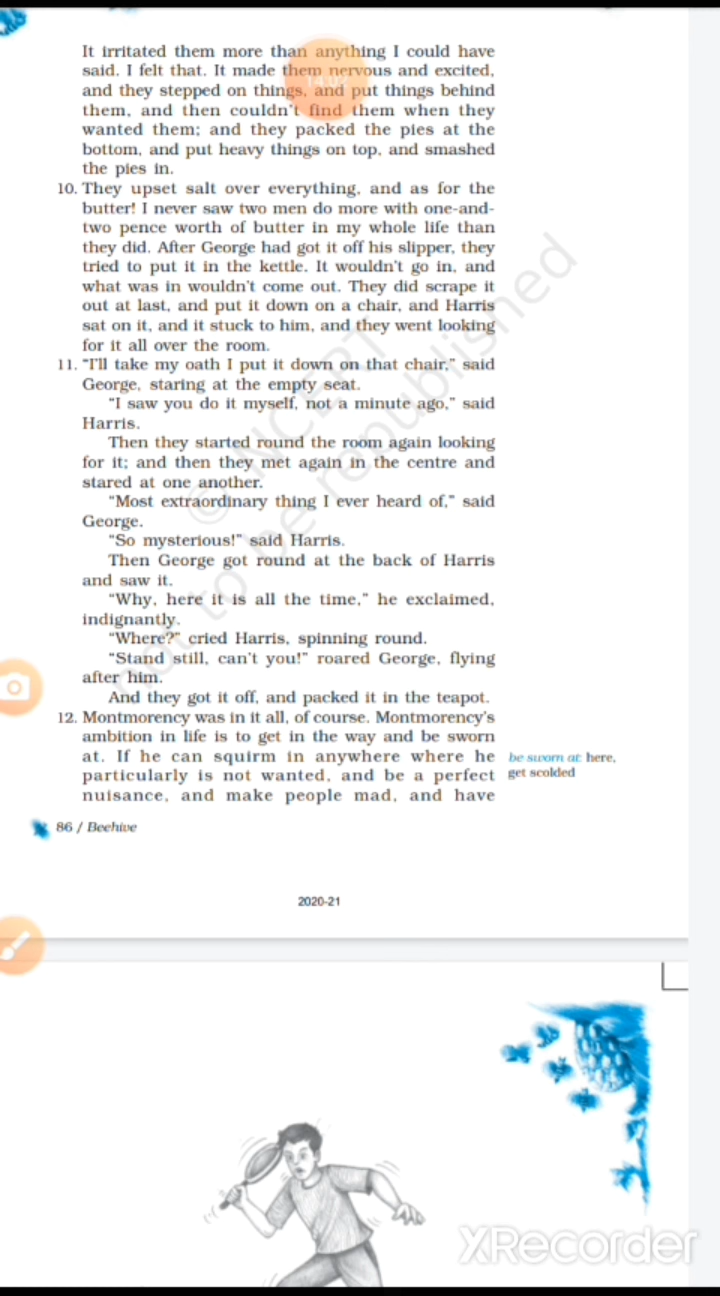 It irritated them more than anything I could have
said. I felt that. It made them nervous and excited,
and they stepped on things, and put things behind
them, and then couldn't find them when they
wanted them; and they packed the pies at the
bottom, and put heavy things on top, and smashed
the pies in.
10. They upset salt over everything, and as for the
butter! I never saw two men do more with one-and-
two pence worth of butter in my whole life than
they did. After George had got it off his slipper, they
tried to put it in the kettle. It wouldn't go in, and
what was in wouldn't come out. They did scrape it
out at last, and put it down on a chair, and Harris
sat on it, and it stuck to him, and they went looking
for it all over the room.
11. "I'll take my oath I put it down on that chair," said
George, staring at the empty seat.
"I saw you do it myself, not a minute ago," said
Harris.
Then they started round the room again looking
for it; and then they met again in the centre and
stared at one another.
"Most extraordinary thing I ever heard of," said
George.
"So mysterious!" said Harris.
Then George got round at the back of Harris
and saw it.
"Why, here it is all the time," he exclaimed,
indignantly.
"Where?" cried Harris, spinning round.
"Stand still, can't you!" roared George, flying
after him.
And they got it off, and packed it in the teapot.
12. Montmorency was in it all, of course. Montmorency's
ambition in life is to get in the way and be sworn
at. If he can squirm in anywhere where he
particularly is not wanted, and be a perfect
nuisance, and make people mad, and have
be sworn at: here,
get scolded
86 / Beehive
2020-21
© NCERT
not to be republished
XRecorder